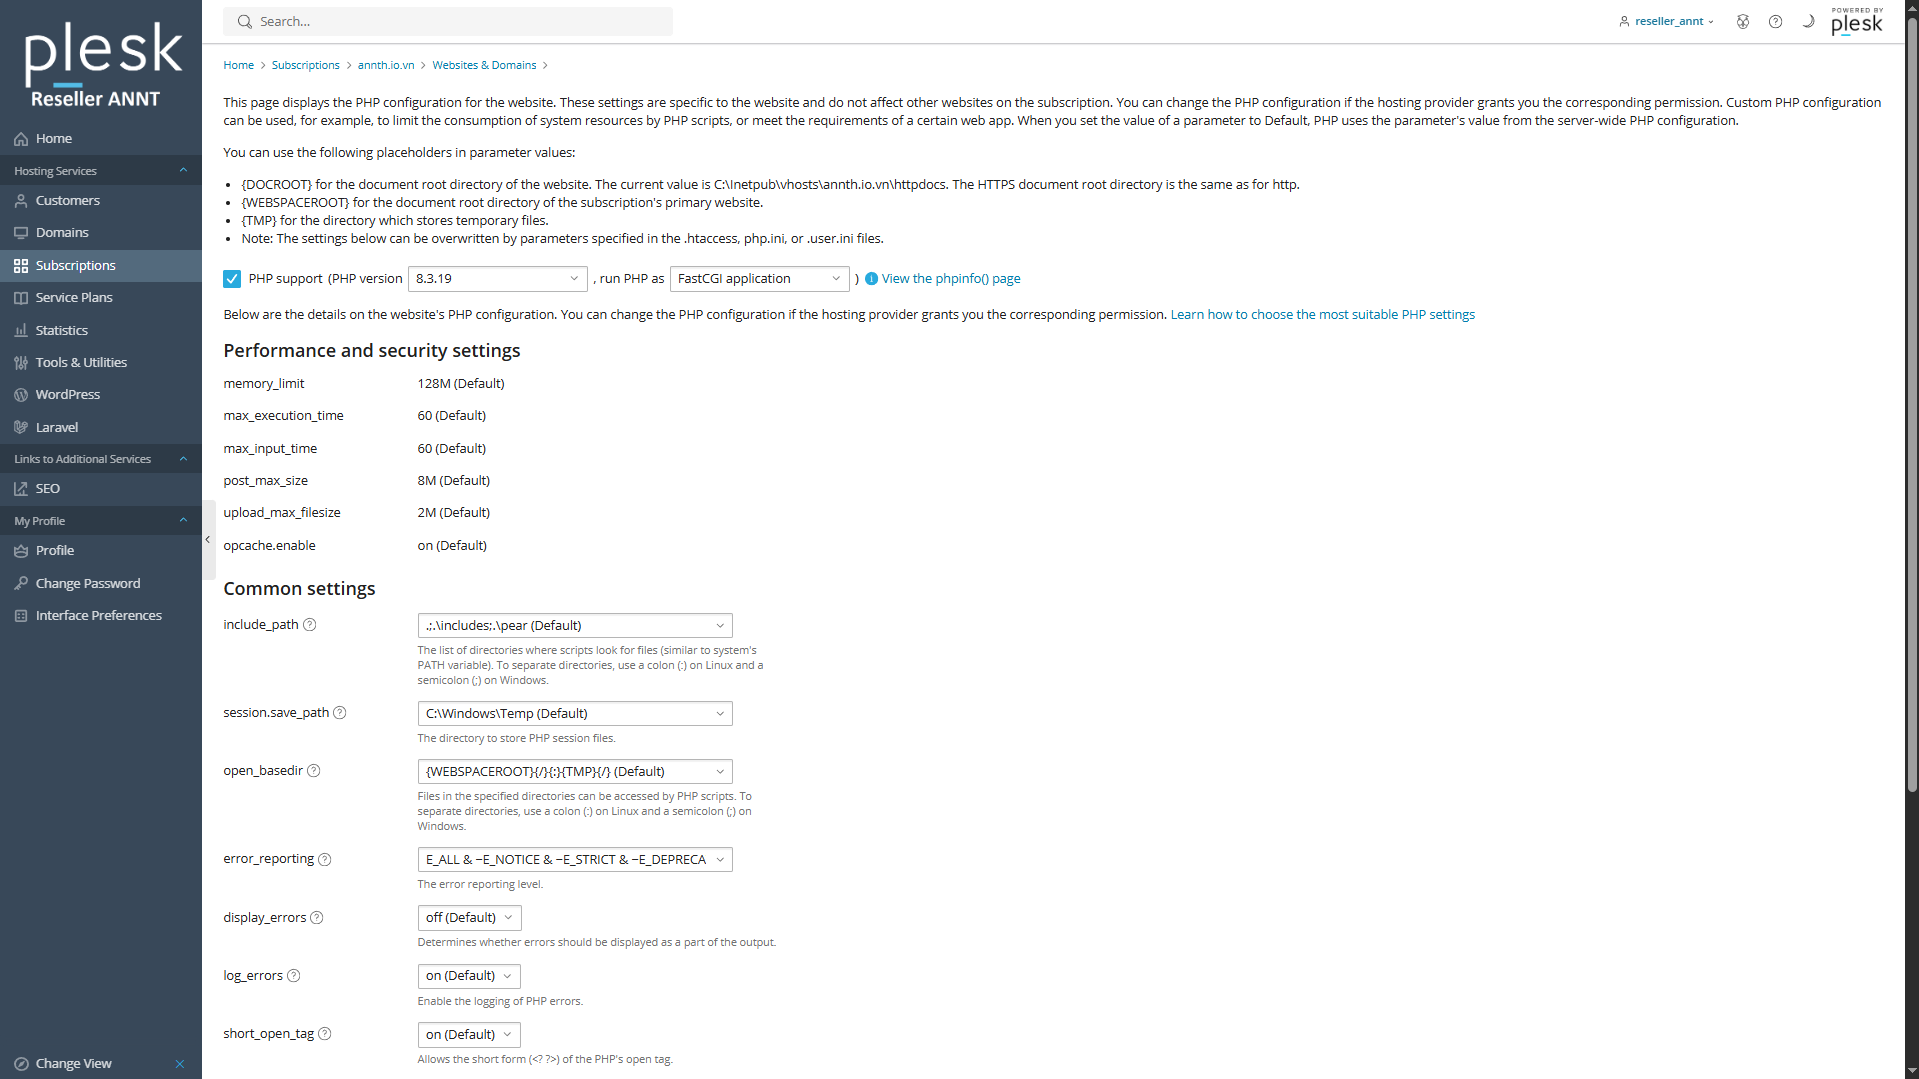 plesk
Reseller ANNT
Home
Hosting Services
Customers
Domains
Subscriptions
Service Plans
Statistics
Tools & Utilities
WordPress
Laravel
Links to Additional Services
SEO
My Profile
Profile
Change Password
Interface Preferences
Change View
Search...
reseller_annt
POWERED BY
plesk
Home > Subscriptions > annth.io.vn > Websites & Domains >
This page displays the PHP configuration for the website. These settings are specific to the website and do not affect other websites on the subscription. You can change the PHP configuration if the hosting provider grants you the corresponding permission. Custom PHP configuration
can be used, for example, to limit the consumption of system resources by PHP scripts, or meet the requirements of a certain web app. When you set the value of a parameter to Default, PHP uses the parameter's value from the server-wide PHP configuration.
You can use the following placeholders in parameter values:
• {DOCROOT} for the document root directory of the website. The current value is C:\Inetpub\vhosts\annth.io.vn\httpdocs. The HTTPS document root directory is the same as for http.
• {WEBSPACEROOT} for the document root directory of the subscription's primary website.
• {TMP} for the directory which stores temporary files.
• Note: The settings below can be overwritten by parameters specified in the .htaccess, php.ini, or .user.ini files.
PHP support (PHP version 8.3.19 , run PHP as FastCGI application ) View the phpinfo() page
Below are the details on the website's PHP configuration. You can change the PHP configuration if the hosting provider grants you the corresponding permission. Learn how to choose the most suitable PHP settings
Performance and security settings
memory_limit 128M (Default)
max_execution_time 60 (Default)
max_input_time 60 (Default)
post_max_size 8M (Default)
upload_max_filesize 2M (Default)
opcache.enable on (Default)
Common settings
include_path .;.\includes;.\pear (Default)
The list of directories where scripts look for files (similar to system's
PATH variable). To separate directories, use a colon (:) on Linux and a
semicolon (;) on Windows.
session.save_path C:\Windows\Temp (Default)
The directory to store PHP session files.
open_basedir {WEBSPACEROOT}{/}{:}{TMP}{/} (Default)
Files in the specified directories can be accessed by PHP scripts. To
separate directories, use a colon (:) on Linux and a semicolon (;) on
Windows.
error_reporting E_ALL & ~E_NOTICE & ~E_STRICT & ~E_DEPRECA
The error reporting level.
display_errors off (Default)
Determines whether errors should be displayed as a part of the output.
log_errors on (Default)
Enable the logging of PHP errors.
short_open_tag on (Default)
Allows the short form (<? ?>) of the PHP's open tag.